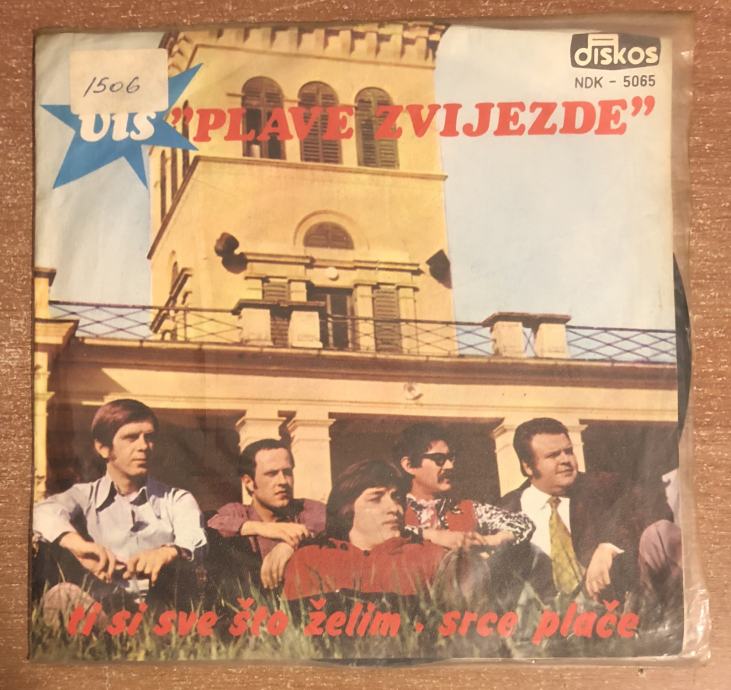 diskos
NDK - 5065
1506
VIS "PLAVE ZVIJEZDE"
ti si sve što želim . srce plače